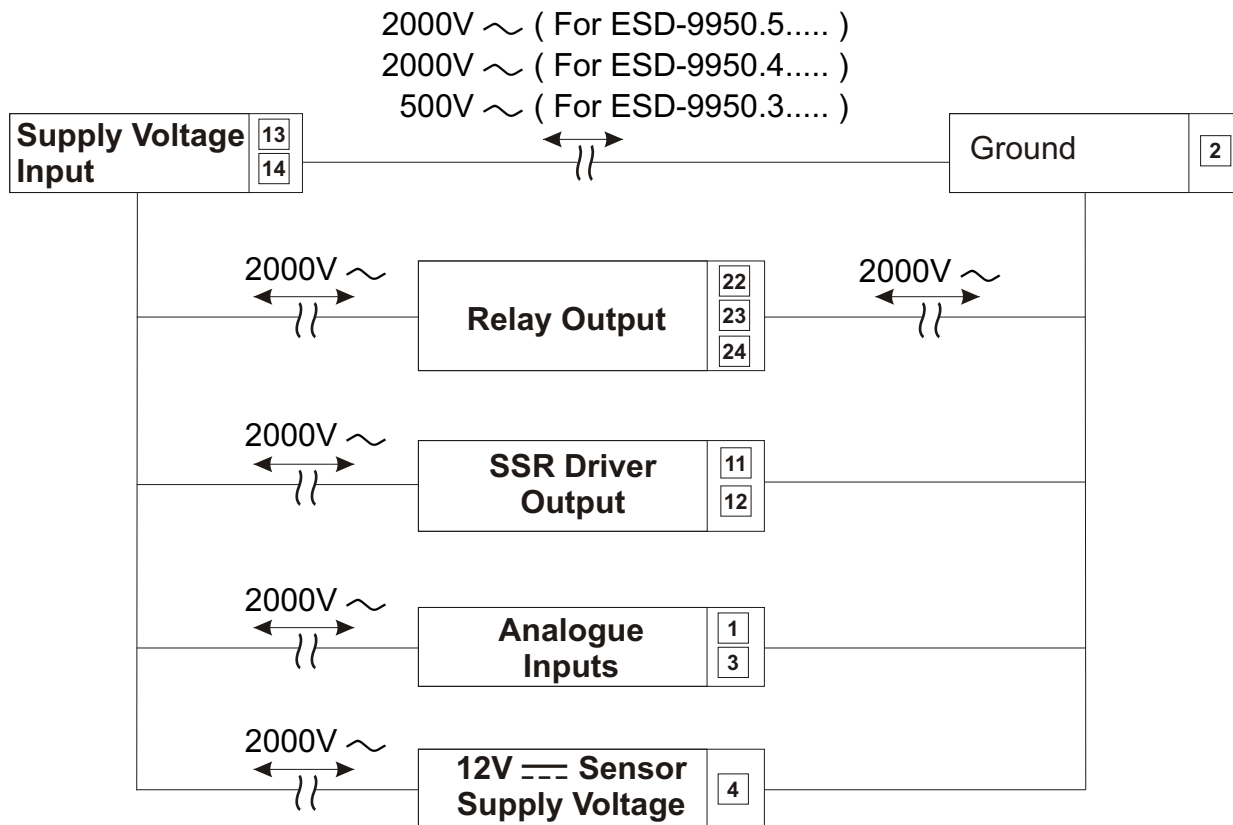 2000V ～ ( For ESD-9950.5..... )
2000V ～ ( For ESD-9950.4..... )
500V ～ ( For ESD-9950.3..... )
Supply Voltage
Input
13
14
Ground
2
2000V ～
Relay Output
22
23
24
2000V ～
2000V ～
SSR Driver
Output
11
12
2000V ～
Analogue
Inputs
1
3
2000V ～
12V ⎓ Sensor
Supply Voltage
4